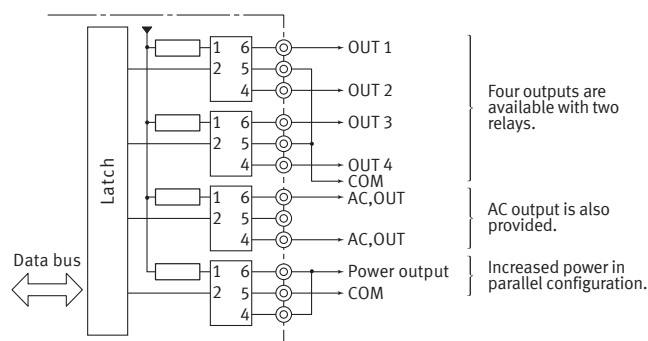 1 6 OUT 1
2 5
4 OUT 2
Four outputs are
available with two
relays.
1 6 OUT 3
2 5
4 OUT 4
COM
Latch
1 6 AC,OUT
2 5
4 AC,OUT
AC output is also
provided.
Data bus
1 6 Power output
2 5 COM
4
Increased power in
parallel configuration.